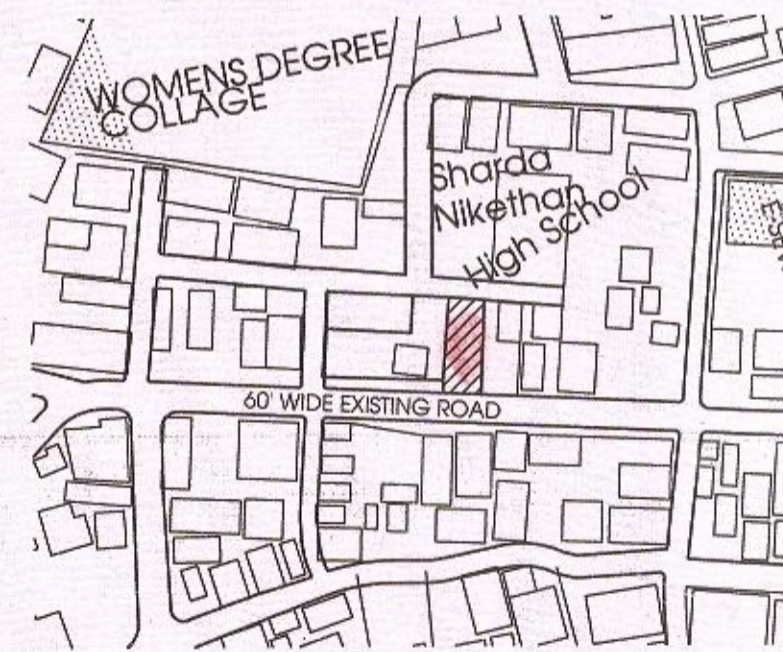 WOMENS DEGREE
COLLAGE
Sharda
Nikethan
High School
60' WIDE EXISTING ROAD